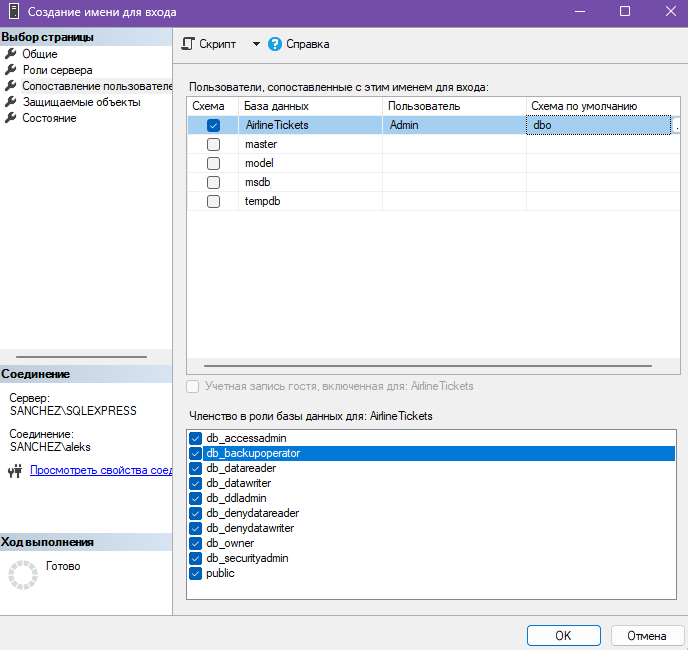 Создание имени для входа
Выбор страницы
Общие
Роли сервера
Сопоставление пользователе
Защищаемые объекты
Состояние
Скрипт
Справка
Пользователи, сопоставленные с этим именем для входа:
Схема База данных Пользователь Схема по умолчанию
AirlineTickets Admin dbo
master
model
msdb
tempdb
Учетная запись гостя, включенная для: AirlineTickets
Соединение
Сервер:
SANCHEZ\SQLEXPRESS
Соединение:
SANCHEZ\aleks
Просмотреть свойства соед
Ход выполнения
Готово
Членство в роли базы данных для: AirlineTickets
db_accessadmin
db_backupoperator
db_datareader
db_datawriter
db_ddladmin
db_denydatareader
db_denydatawriter
db_owner
db_securityadmin
public
OK
Отмена